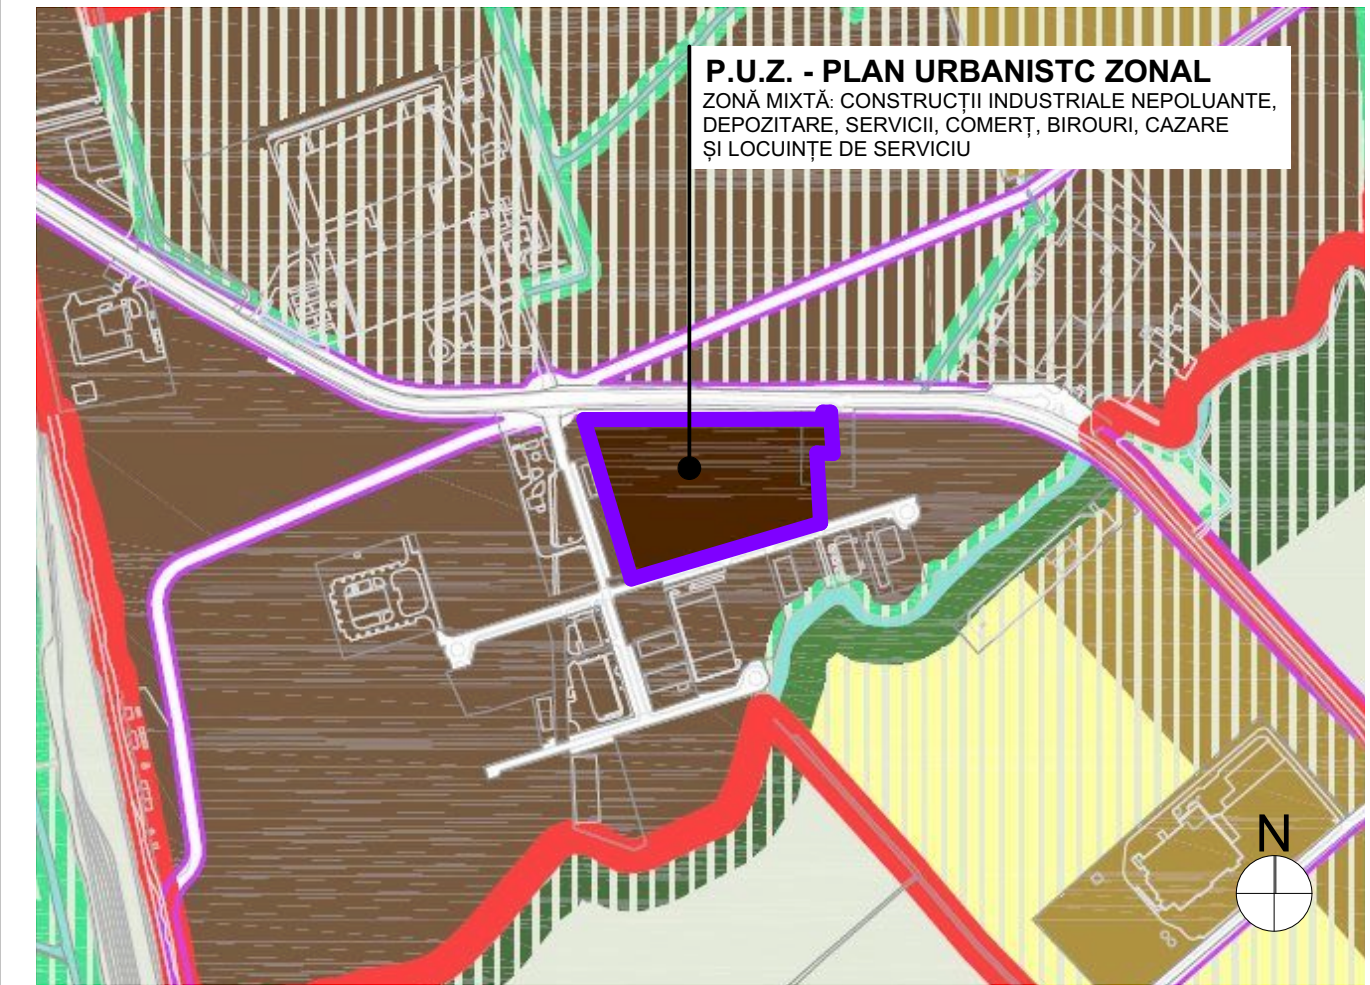 P.U.Z. - PLAN URBANISTC ZONAL
ZONĂ MIXTĂ: CONSTRUCȚII INDUSTRIALE NEPOLUANTE,
DEPOZITARE, SERVICII, COMERȚ, BIROURI, CAZARE
ȘI LOCUINȚE DE SERVICIU
N